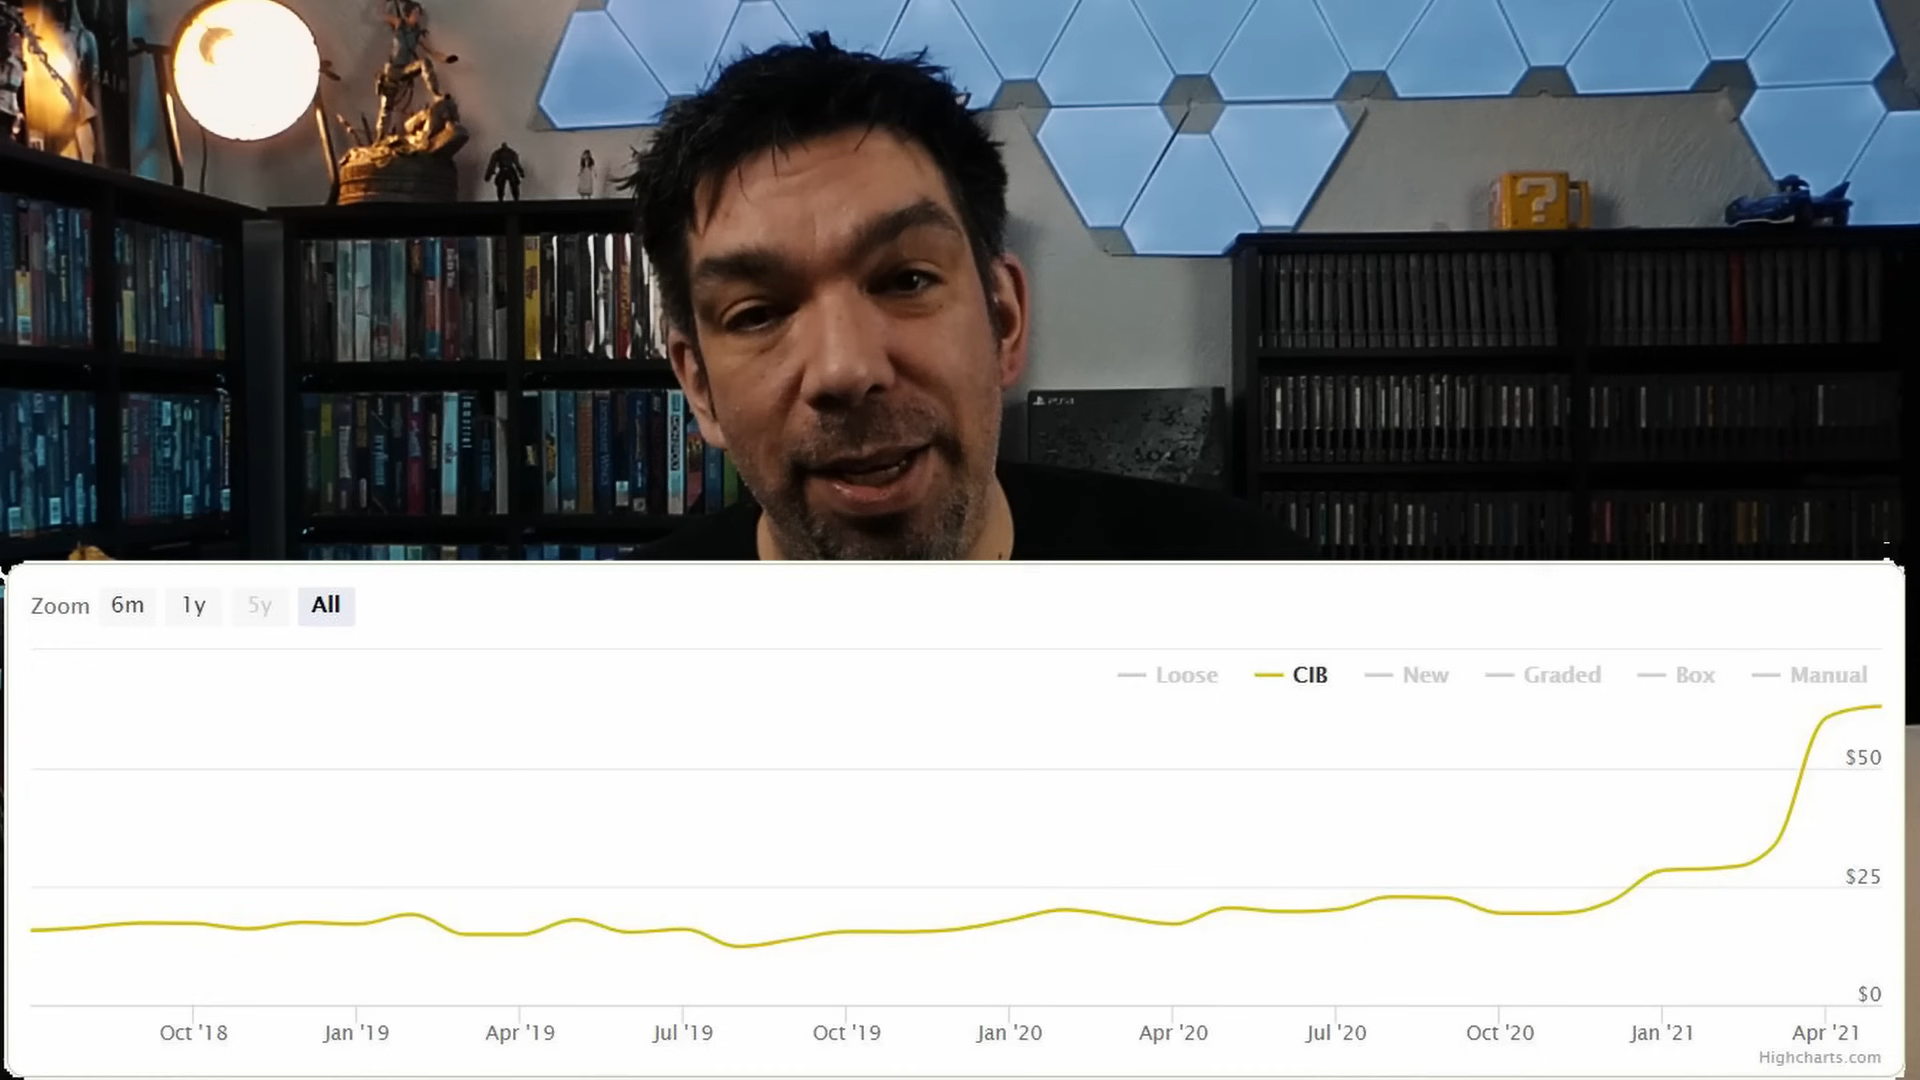 PS4
Zoom 6m 1y 5y All
Loose CIB New Graded Box Manual
$50
$25
$0
Oct '18 Jan '19 Apr '19 Jul '19 Oct '19 Jan '20 Apr '20 Jul '20 Oct '20 Jan '21 Apr '21
Highcharts.com